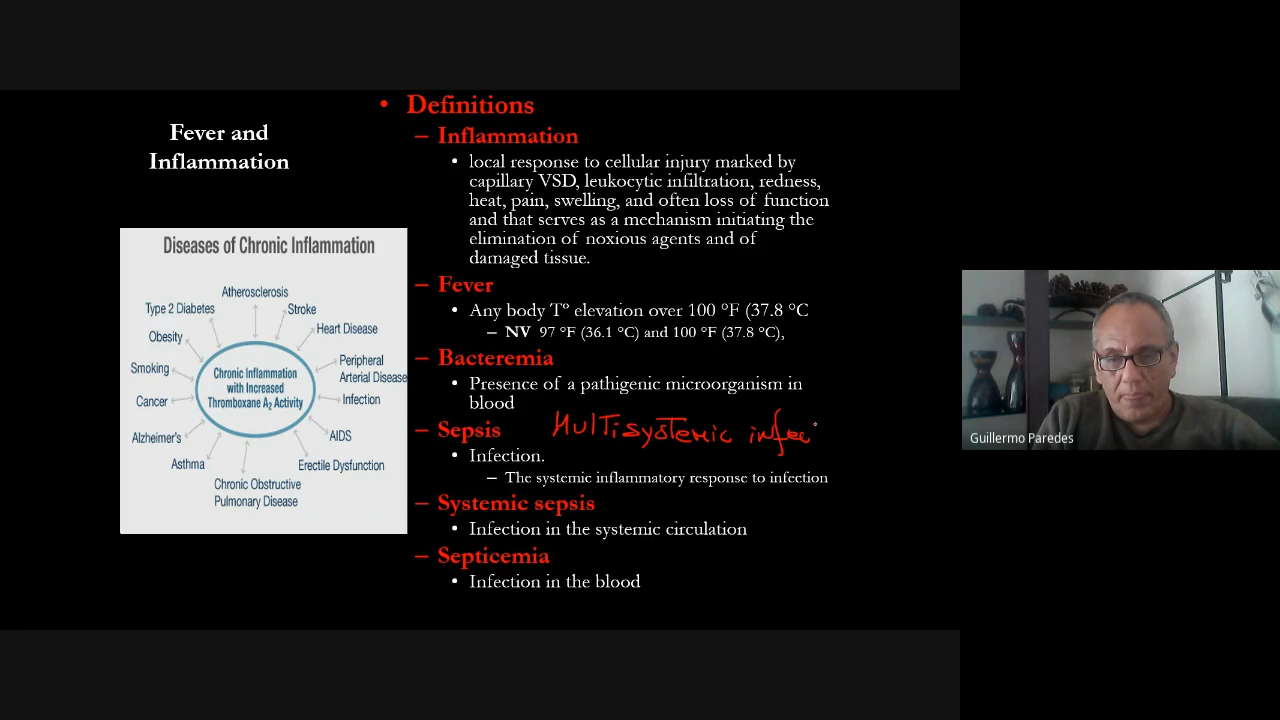 Fever and
Inflammation
Diseases of Chronic Inflammation
Atherosclerosis
Type 2 Diabetes
Stroke
Obesity
Heart Disease
Smoking
Peripheral
Arterial Disease
Chronic Inflammation
with Increased
Thromboxane A2 Activity
Cancer
Infection
Alzheimer's
AIDS
Asthma
Erectile Dysfunction
Chronic Obstructive
Pulmonary Disease
• Definitions
– Inflammation
• local response to cellular injury marked by
capillary VSD, leukocytic infiltration, redness,
heat, pain, swelling, and often loss of function
and that serves as a mechanism initiating the
elimination of noxious agents and of
damaged tissue.
– Fever
• Any body Tº elevation over 100 °F (37.8 °C
– NV 97 °F (36.1 °C) and 100 °F (37.8 °C),
– Bacteremia
• Presence of a pathigenic microorganism in
blood
– Sepsis
Multisystemic infec
• Infection.
– The systemic inflammatory response to infection
– Systemic sepsis
• Infection in the systemic circulation
– Septicemia
• Infection in the blood
Guillermo Paredes